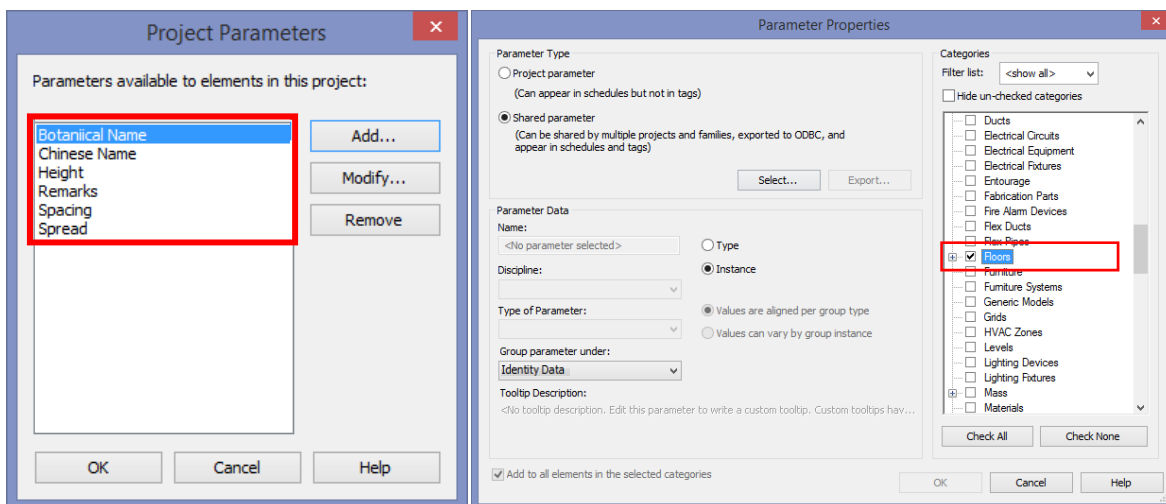 Project Parameters
Parameters available to elements in this project:
Botaniical Name
Chinese Name
Height
Remarks
Spacing
Spread
Add...
Modify...
Remove
OK
Cancel
Help
Parameter Properties
Parameter Type
Project parameter
(Can appear in schedules but not in tags)
Shared parameter
(Can be shared by multiple projects and families, exported to ODBC, and
appear in schedules and tags)
Select...
Export...
Parameter Data
Name:
<No parameter selected>
Type
Discipline:
Instance
Type of Parameter:
Values are aligned per group type
Values can vary by group instance
Group parameter under:
Identity Data
Tooltip Description:
<No tooltip description. Edit this parameter to write a custom tooltip. Custom tooltips hav...
Add to all elements in the selected categories
Categories
Filter list:
<show all>
Hide un-checked categories
Ducts
Electrical Circuits
Electrical Equipment
Electrical Fixtures
Entourage
Fabrication Parts
Fire Alarm Devices
Flex Ducts
Flex Pipes
Floors
Furniture
Furniture Systems
Generic Models
Grids
HVAC Zones
Levels
Lighting Devices
Lighting Fixtures
Mass
Materials
Check All
Check None
OK
Cancel
Help